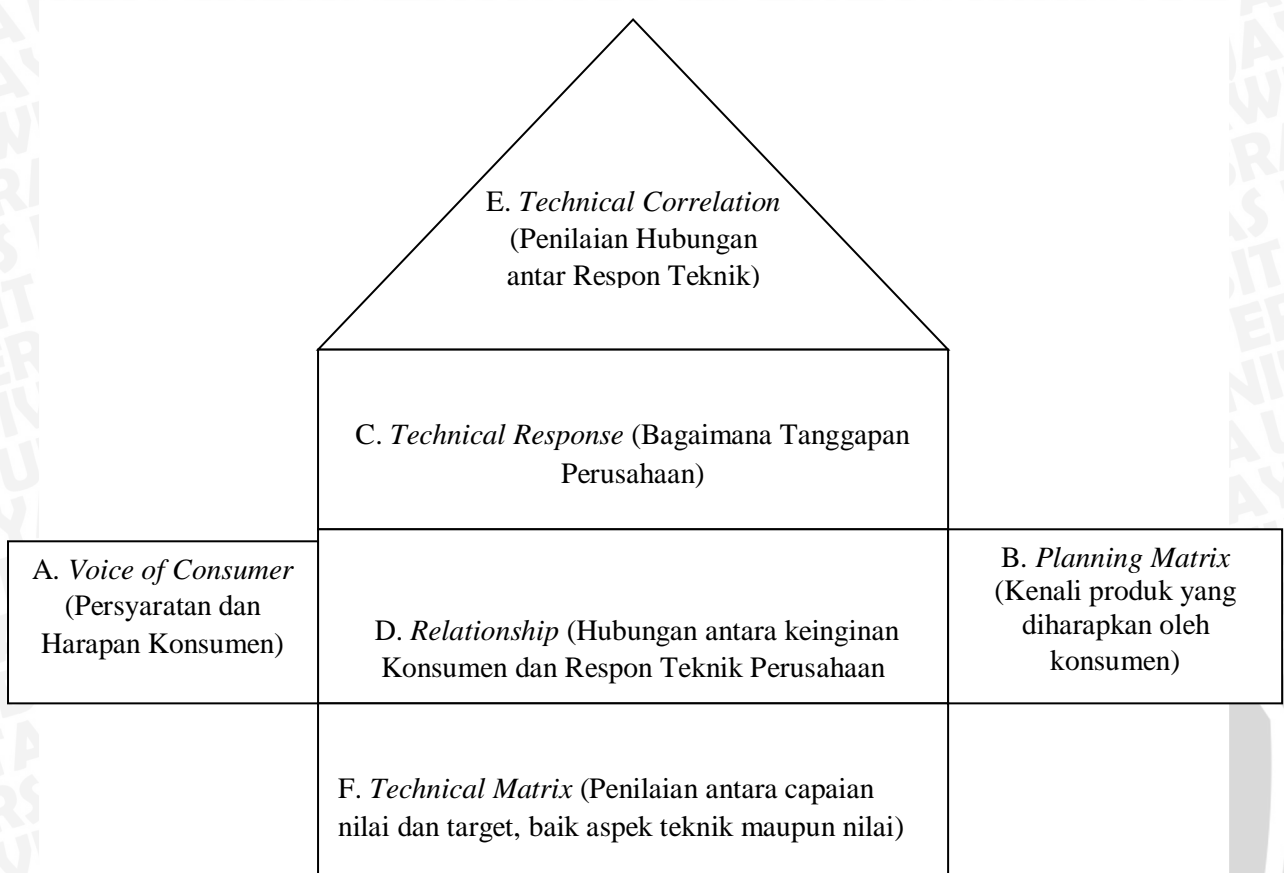 E. Technical Correlation
(Penilaian Hubungan
antar Respon Teknik)
C. Technical Response (Bagaimana Tanggapan
Perusahaan)
A. Voice of Consumer
(Persyaratan dan
Harapan Konsumen)
D. Relationship (Hubungan antara keinginan
Konsumen dan Respon Teknik Perusahaan
B. Planning Matrix
(Kenali produk yang
diharapkan oleh
konsumen)
F. Technical Matrix (Penilaian antara capaian
nilai dan target, baik aspek teknik maupun nilai)